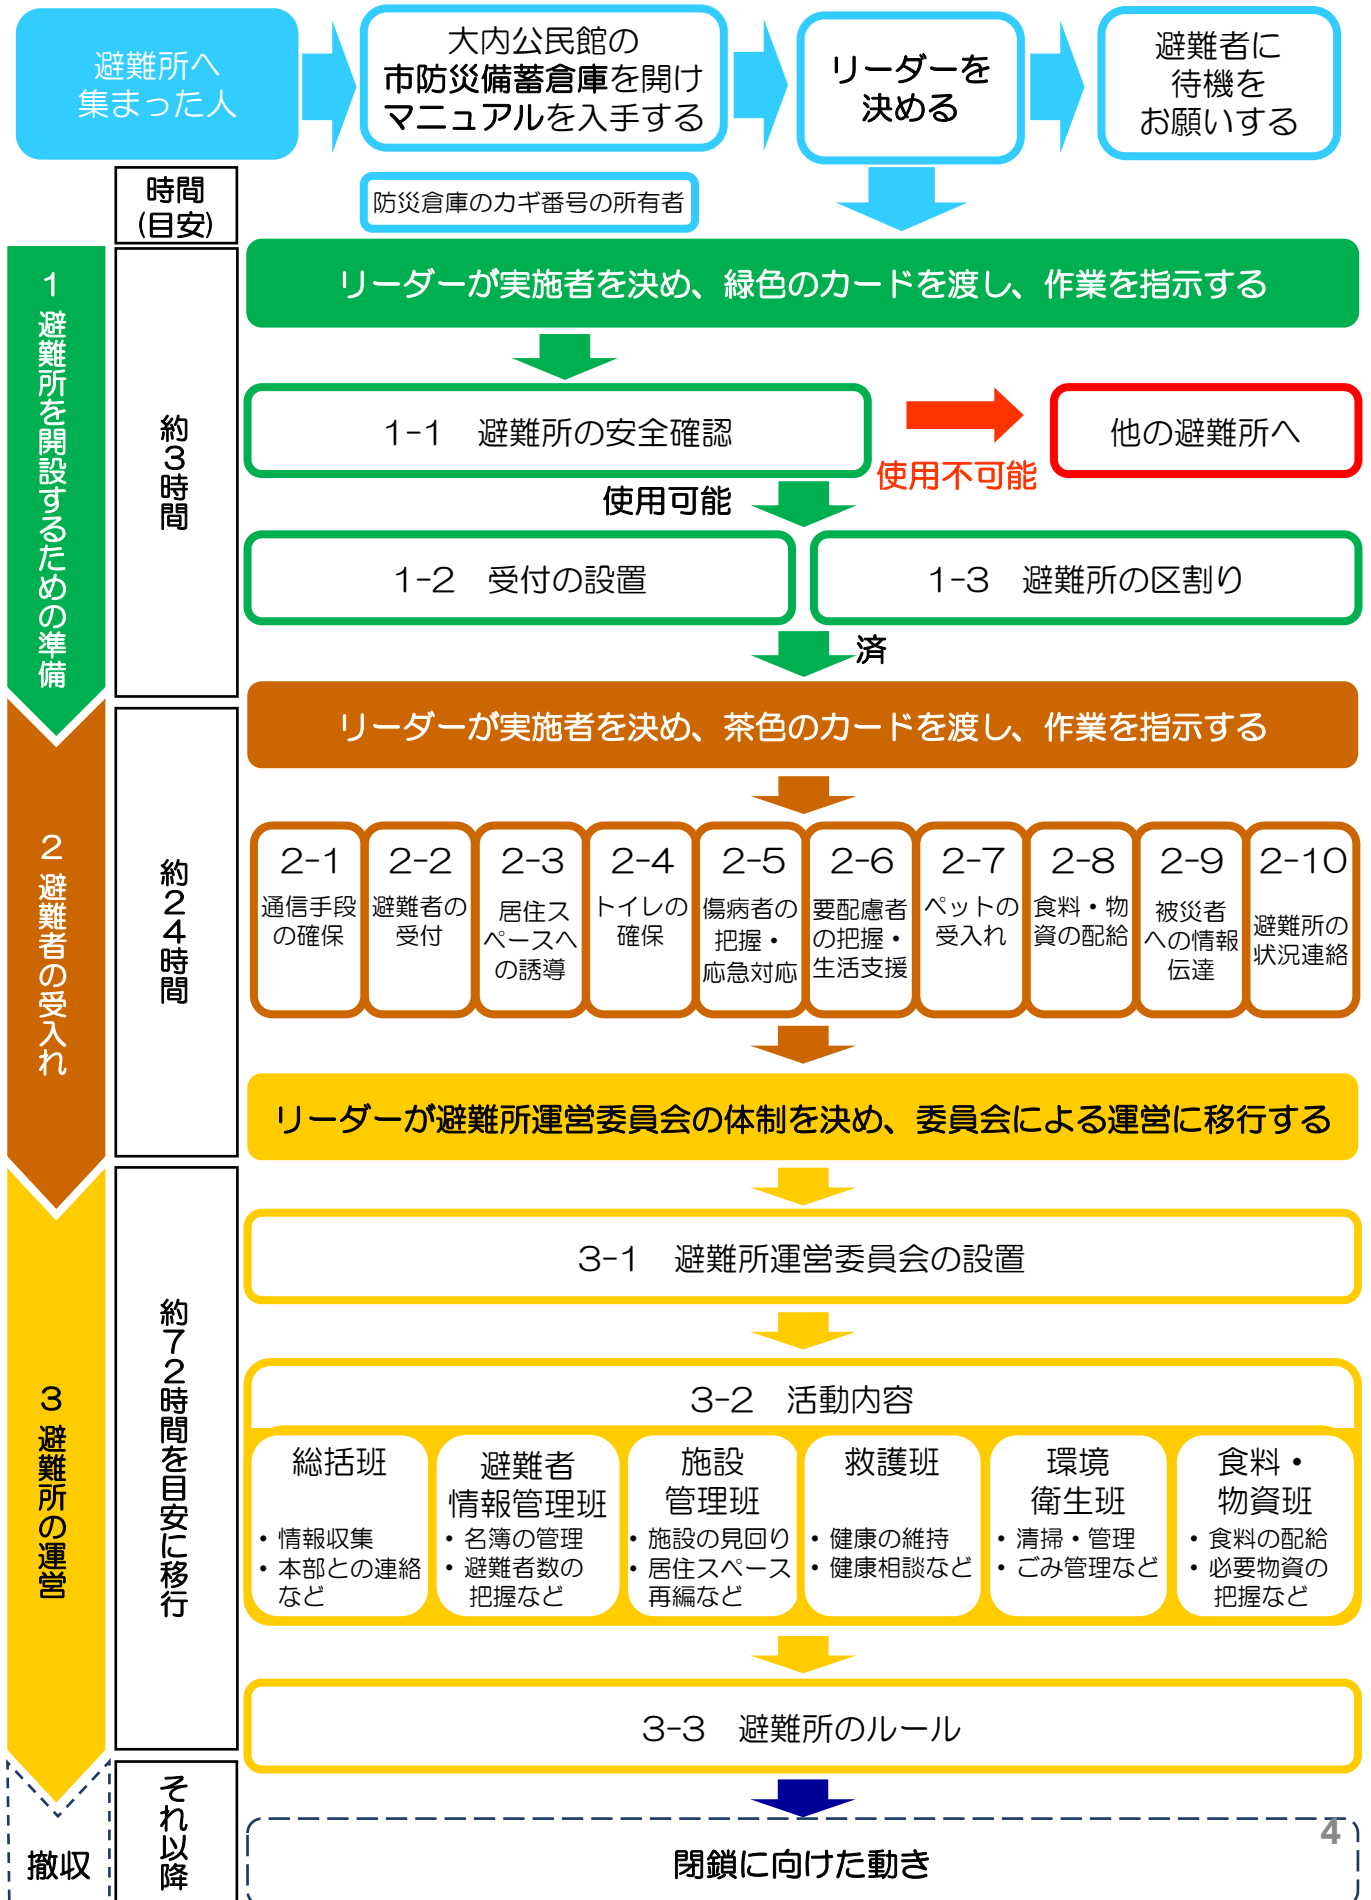 避難所へ
集まった人
大内公民館の
市防災備蓄倉庫を開け
マニュアルを入手する
リーダーを
決める
避難者に
待機を
お願いする
時間
(目安)
防災倉庫のカギ番号の所有者
1 避難所を開設するための準備
約3時間
リーダーが実施者を決め、緑色のカードを渡し、作業を指示する
1-1 避難所の安全確認
使用不可能
他の避難所へ
使用可能
1-2 受付の設置
1-3 避難所の区割り
済
2 避難者の受入れ
約24時間
リーダーが実施者を決め、茶色のカードを渡し、作業を指示する
2-1
通信手段
の確保
2-2
避難者の
受付
2-3
居住ス
ペースへ
の誘導
2-4
トイレの
確保
2-5
傷病者の
把握・
応急対応
2-6
要配慮者
の把握・
生活支援
2-7
ペットの
受入れ
2-8
食料・物
資の配給
2-9
被災者
への情報
伝達
2-10
避難所の
状況連絡
リーダーが避難所運営委員会の体制を決め、委員会による運営に移行する
3 避難所の運営
約72時間を目安に移行
3-1 避難所運営委員会の設置
3-2 活動内容
総括班
・情報収集
・本部との連絡
など
避難者
情報管理班
・名簿の管理
・避難者数の
把握など
施設
管理班
・施設の見回り
・居住スペース
再編など
救護班
・健康の維持
・健康相談など
環境
衛生班
・清掃・管理
・ごみ管理など
食料・
物資班
・食料の配給
・必要物資の
把握など
3-3 避難所のルール
撤収
それ以降
閉鎖に向けた動き
4